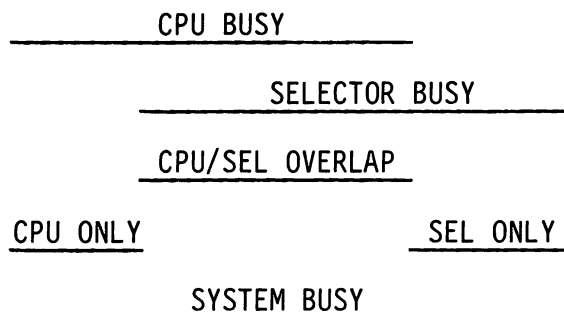 CPU BUSY
SELECTOR BUSY
CPU/SEL OVERLAP
CPU ONLY SEL ONLY
SYSTEM BUSY